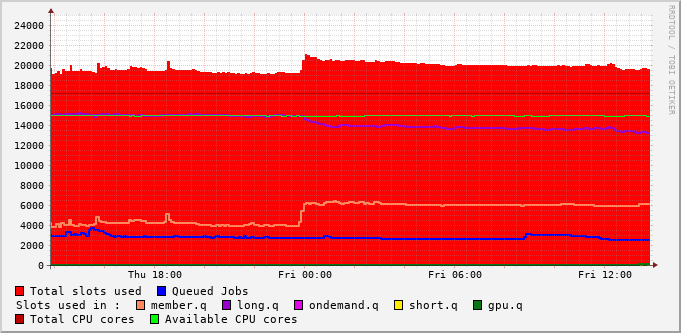 RRDTOOL / TOBI OETIKER
24000
22000
20000
18000
16000
14000
12000
10000
8000
6000
4000
2000
0
Thu 18:00 Fri 00:00 Fri 06:00 Fri 12:00
Total slots used Queued Jobs
Slots used in : member.q long.q ondemand.q short.q gpu.q
Total CPU cores Available CPU cores